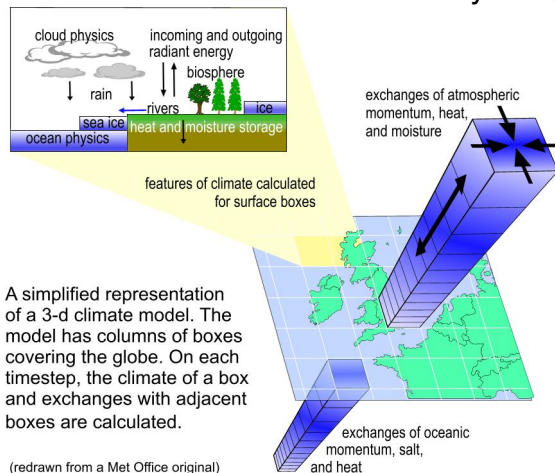 cloud physics
incoming and outgoing
radiant energy
biosphere
rain
rivers
ice
sea ice
heat and moisture storage
ocean physics
exchanges of atmospheric
momentum, heat,
and moisture
features of climate calculated
for surface boxes
A simplified representation
of a 3-d climate model. The
model has columns of boxes
covering the globe. On each
timestep, the climate of a box
and exchanges with adjacent
boxes are calculated.
(redrawn from a Met Office original)
exchanges of oceanic
momentum, salt,
and heat